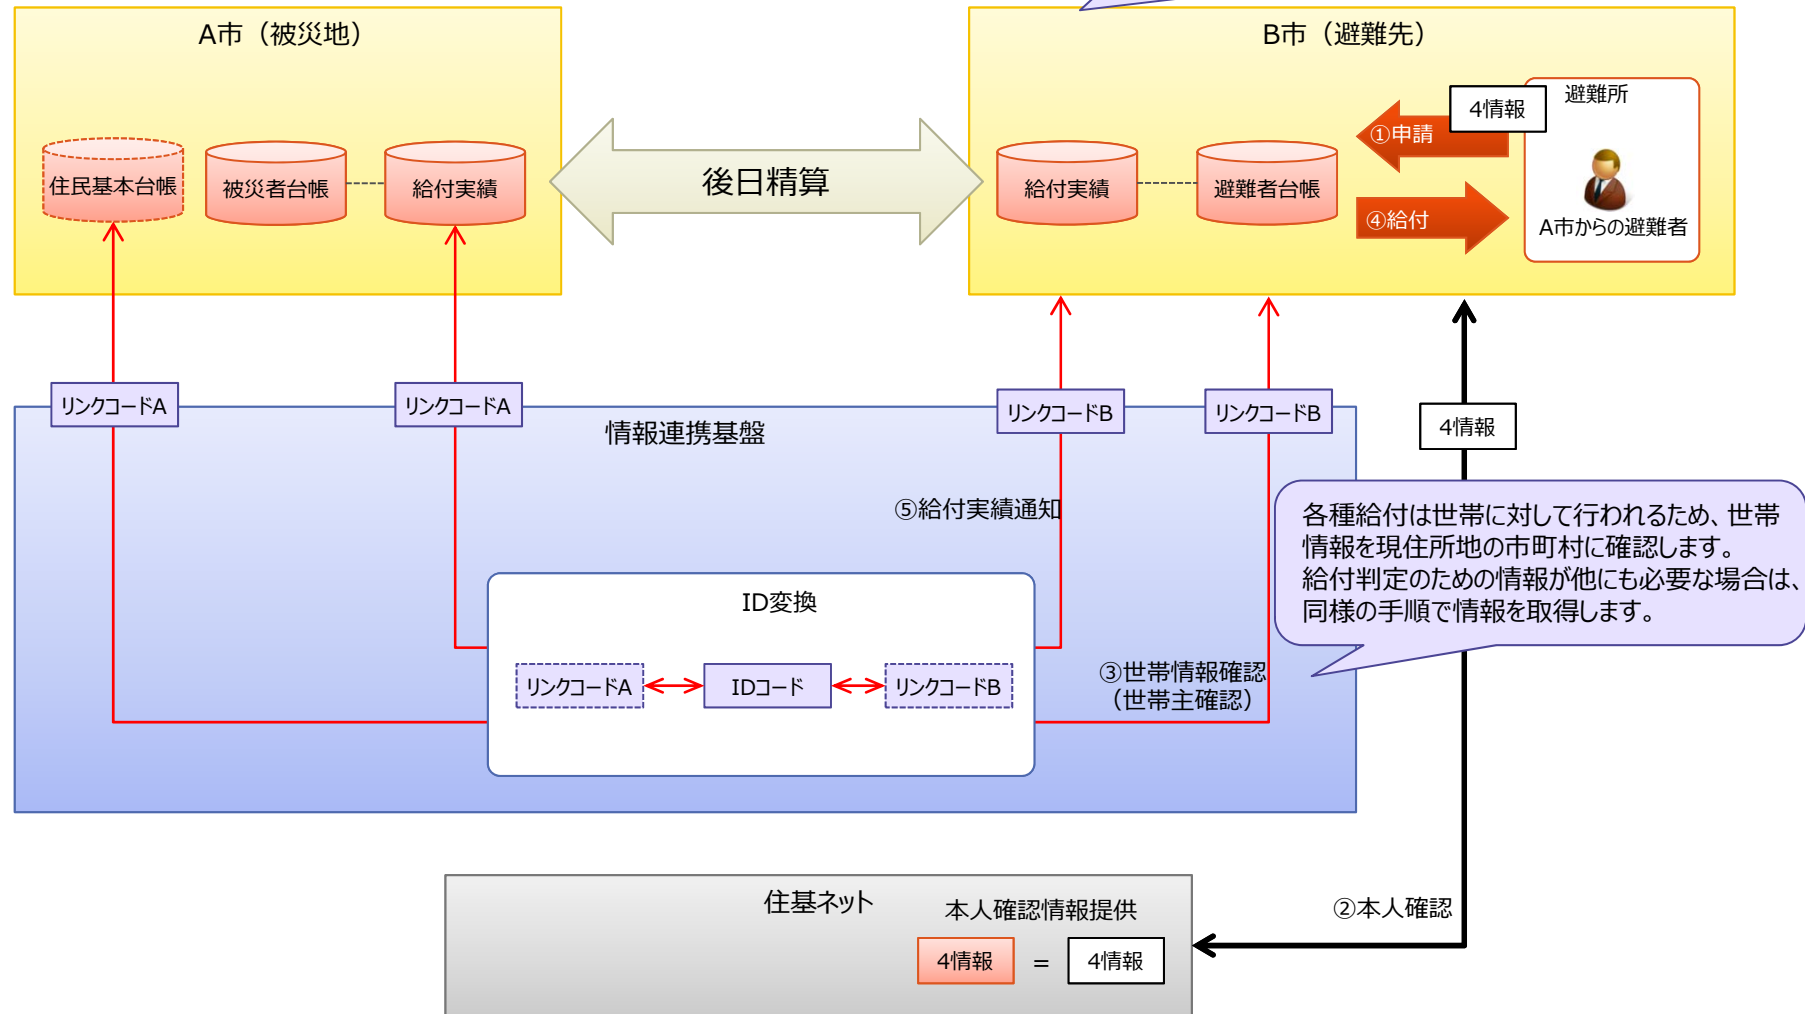 A市（被災地）
B市（避難先）
住民基本台帳
被災者台帳
給付実績
後日精算
給付実績
避難者台帳
①申請
4情報
④給付
避難所
A市からの避難者
リンクコードA
リンクコードA
リンクコードB
リンクコードB
4情報
情報連携基盤
⑤給付実績通知
各種給付は世帯に対して行われるため、世帯
情報を現住所地の市町村に確認します。
給付判定のための情報が他にも必要な場合は、
同様の手順で情報を取得します。
ID変換
リンクコードA
IDコード
リンクコードB
③世帯情報確認
（世帯主確認）
住基ネット
本人確認情報提供
4情報
=
4情報
②本人確認